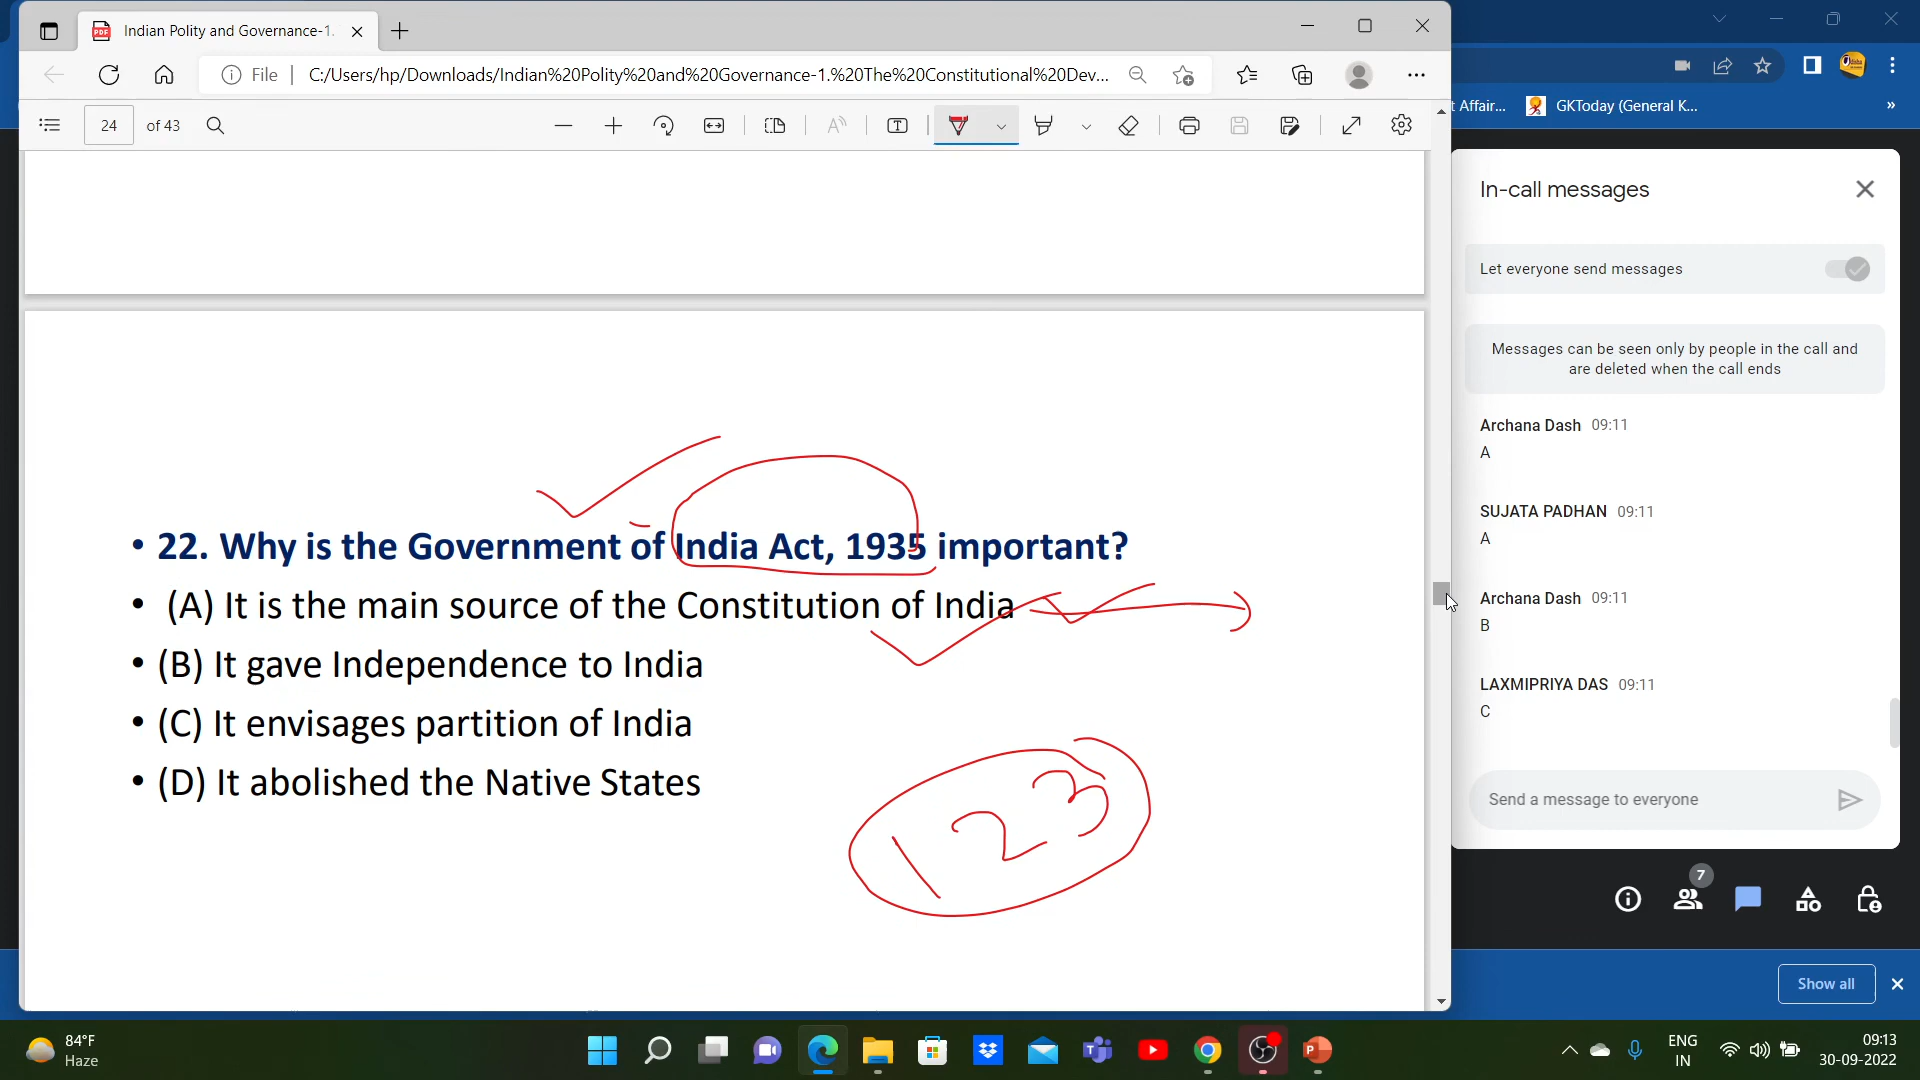 Indian Polity and Governance-1.
File
C:/Users/hp/Downloads/Indian%20Polity%20and%20Governance-1.%20The%20Constitutional%20Dev...
24 of 43
t Affair...
GKToday (General K...
»
In-call messages
Let everyone send messages
Messages can be seen only by people in the call and
are deleted when the call ends
Archana Dash 09:11
A
SUJATA PADHAN 09:11
A
Archana Dash 09:11
B
LAXMIPRIYA DAS 09:11
C
Send a message to everyone
7
Show all
• 22. Why is the Government of India Act, 1935 important?
• (A) It is the main source of the Constitution of India
• (B) It gave Independence to India
• (C) It envisages partition of India
• (D) It abolished the Native States
1 2 3
84°F
Haze
ENG
IN
09:13
30-09-2022